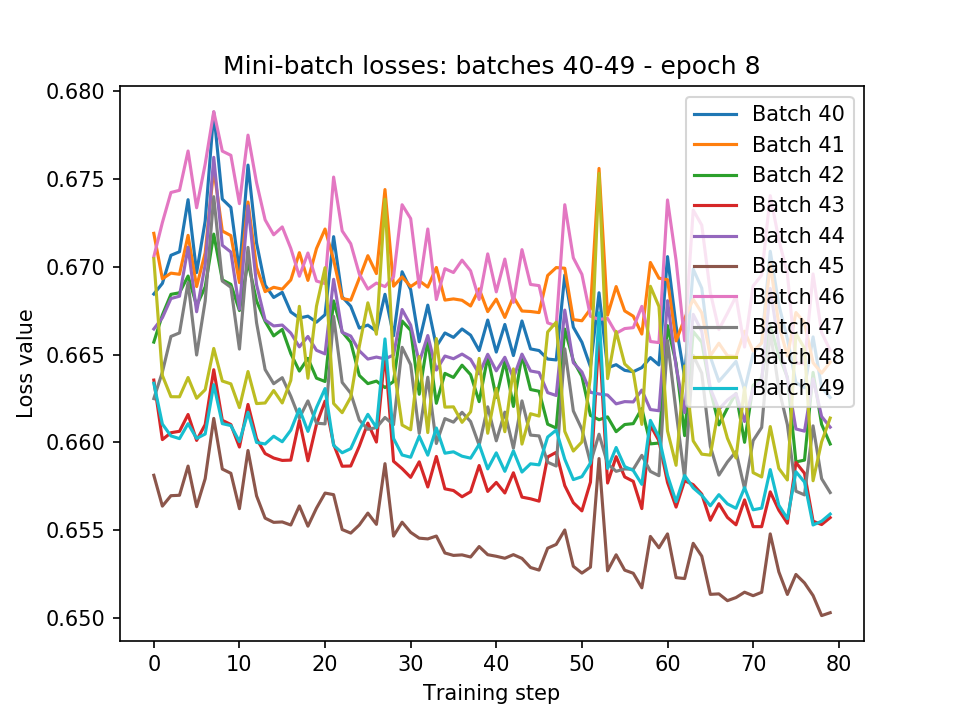 Mini-batch losses: batches 40-49 - epoch 8
0.680
0.675
0.670
0.665
0.660
0.655
0.650
Loss value
0
10
20
30
40
50
60
70
80
Training step
Batch 40
Batch 41
Batch 42
Batch 43
Batch 44
Batch 45
Batch 46
Batch 47
Batch 48
Batch 49